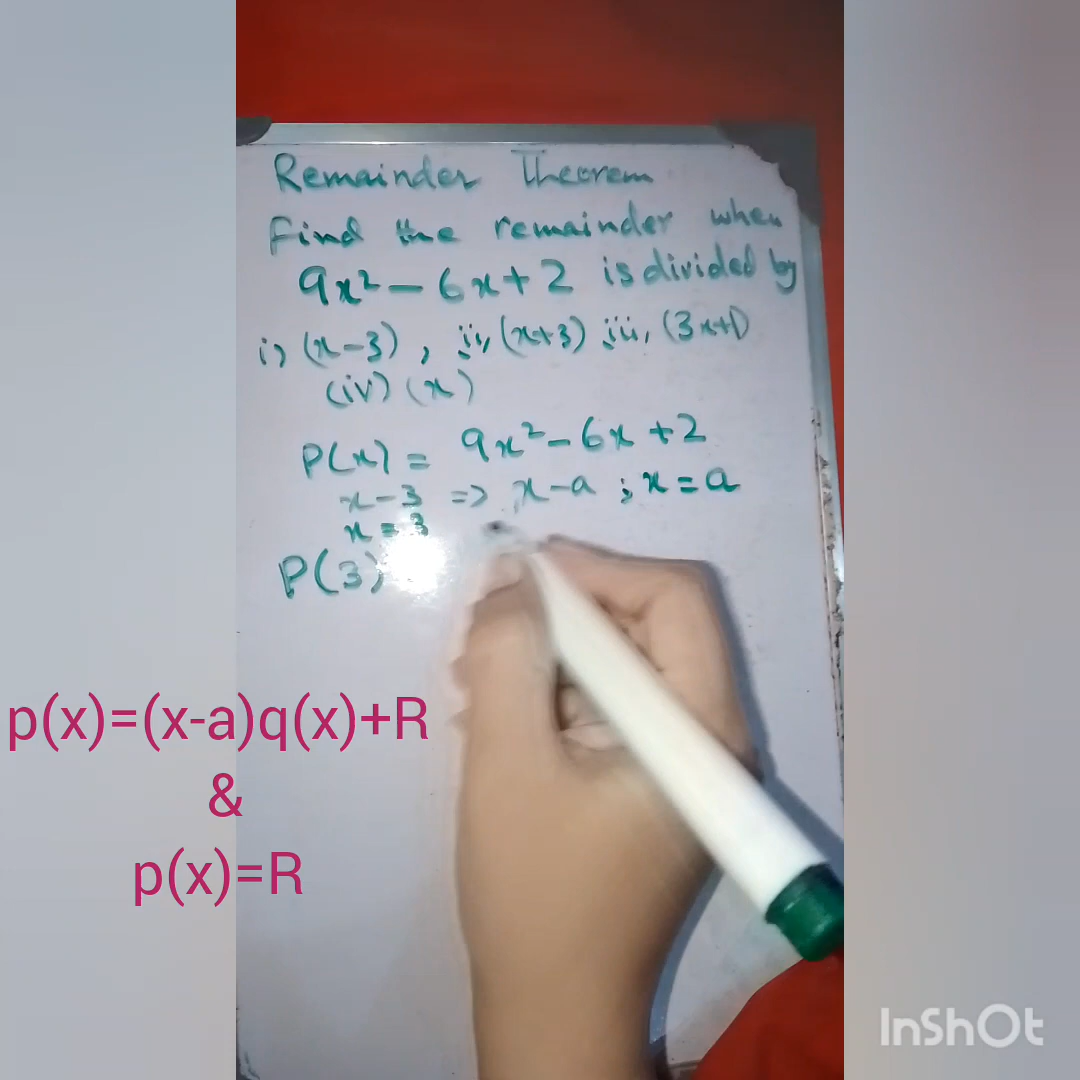 Remainder Theorem
Find the remainder when
9x² - 6x + 2 is divided by
i) (x-3), ii, (x+3) iii, (3x+1)
(iv) (x)
P(x) = 9x² - 6x + 2
x-3 => x-a ; x = a
x = 3
P(3)
p(x)=(x-a)q(x)+R
&
p(x)=R
InShOt